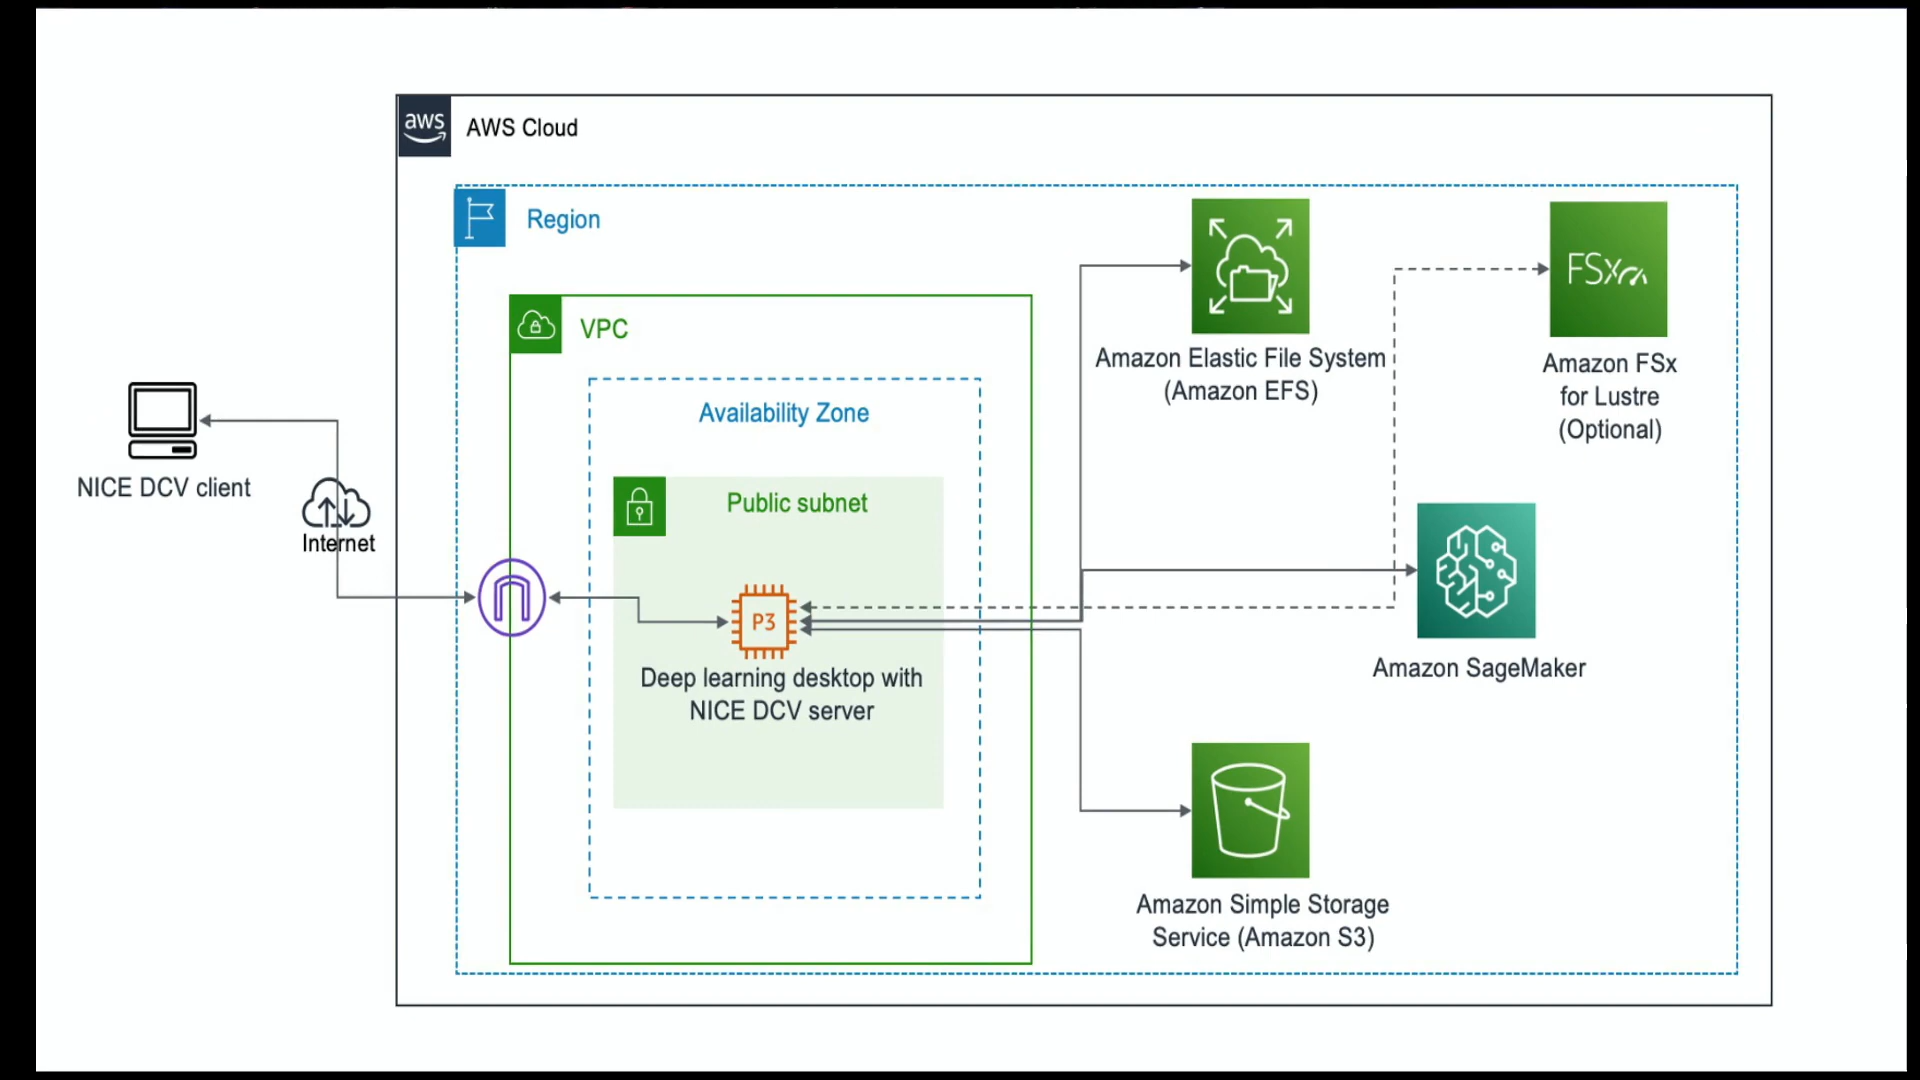 aws
AWS Cloud
Region
VPC
Availability Zone
Public subnet
NICE DCV client
Internet
P3
Deep learning desktop with
NICE DCV server
Amazon Elastic File System
(Amazon EFS)
FSx
Amazon FSx
for Lustre
(Optional)
Amazon SageMaker
Amazon Simple Storage
Service (Amazon S3)